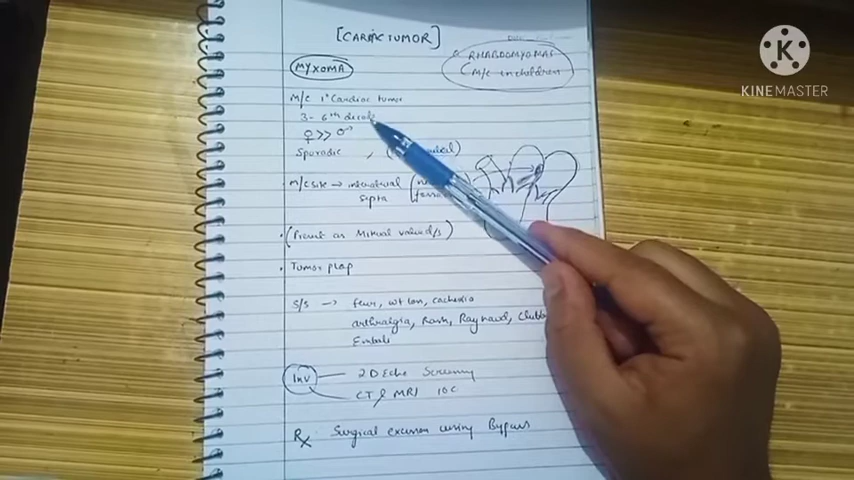 [CARDIAC TUMOR]
RHABDOMYOMAS
(M/C in children
MYXOMA
M/C 1° Cardiac tumor
3 - 6th decade
♀ >> ♂
Sporadic
M/C site → interatrial
septa
(Present as Mitral valve d/s)
Tumor plop
S/S → fever, wt loss, cachexia
arthralgia, Rash, Raynaud, Clubb
Emboli
Inv
2D Echo Screening
CT & MRI IOC
Rx Surgical excision using Bypass
K
KINEMASTER